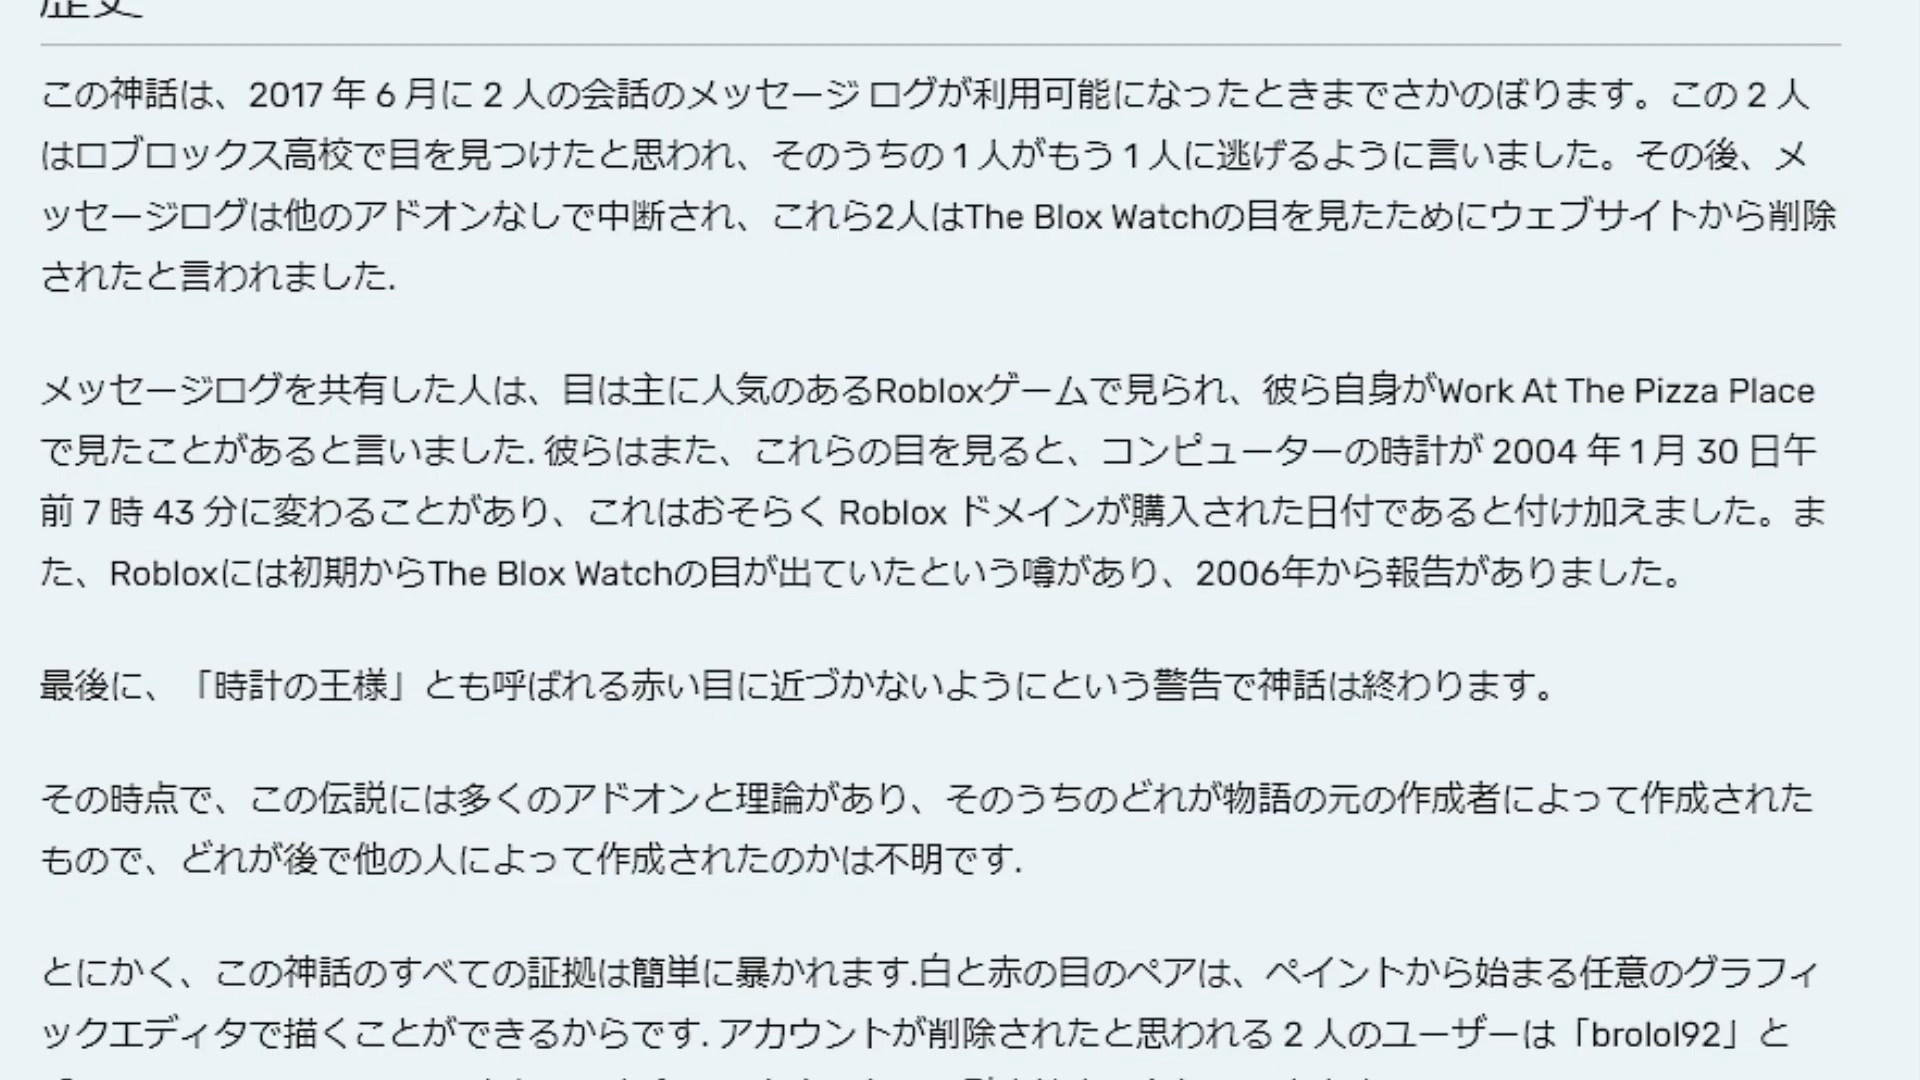 歴史
この神話は、2017 年 6 月に 2 人の会話のメッセージ ログが利用可能になったときまでさかのぼります。この 2 人
はロブロックス高校で目を見つけたと思われ、そのうちの 1 人がもう 1 人に逃げるように言いました。その後、メ
ッセージログは他のアドオンなしで中断され、これら2人はThe Blox Watchの目を見たためにウェブサイトから削除
されたと言われました.
メッセージログを共有した人は、目は主に人気のあるRobloxゲームで見られ、彼ら自身がWork At The Pizza Place
で見たことがあると言いました. 彼らはまた、これらの目を見ると、コンピューターの時計が 2004 年 1 月 30 日午
前 7 時 43 分に変わることがあり、これはおそらく Roblox ドメインが購入された日付であると付け加えました。ま
た、Robloxには初期からThe Blox Watchの目が出ていたという噂があり、2006年から報告がありました。
最後に、「時計の王様」とも呼ばれる赤い目に近づかないようにという警告で神話は終わります。
その時点で、この伝説には多くのアドオンと理論があり、そのうちのどれが物語の元の作成者によって作成された
もので、どれが後で他の人によって作成されたのかは不明です.
とにかく、この神話のすべての証拠は簡単に暴かれます.白と赤の目のペアは、ペイントから始まる任意のグラフィ
ックエディタで描くことができるからです. アカウントが削除されたと思われる 2 人のユーザーは「brolol92」と